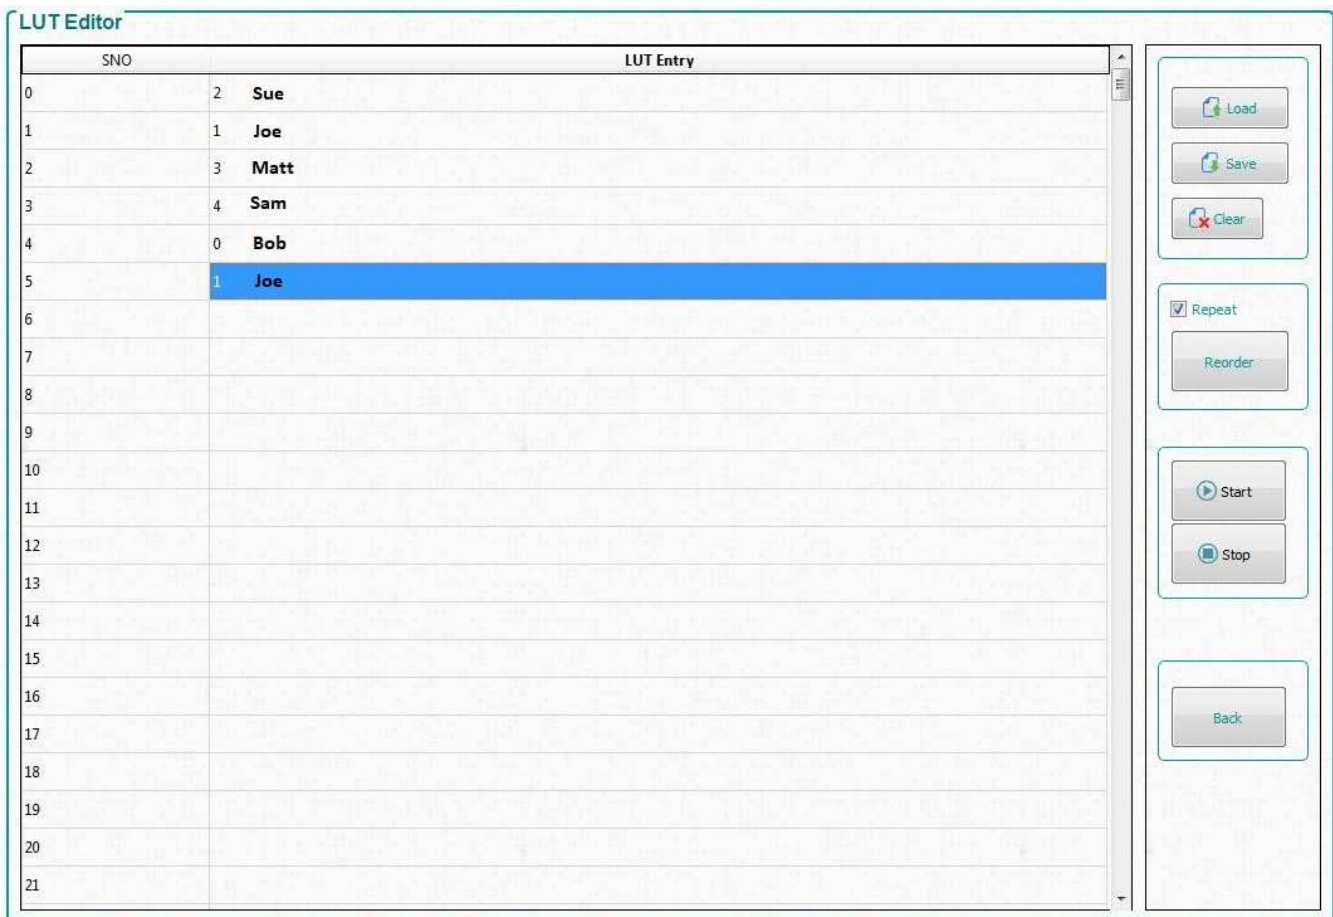 LUT Editor
SNO LUT Entry
0 2 Sue
1 1 Joe
2 3 Matt
3 4 Sam
4 0 Bob
5 1 Joe
6
7
8
9
10
11
12
13
14
15
16
17
18
19
20
21
Load
Save
Clear
Repeat
Reorder
Start
Stop
Back